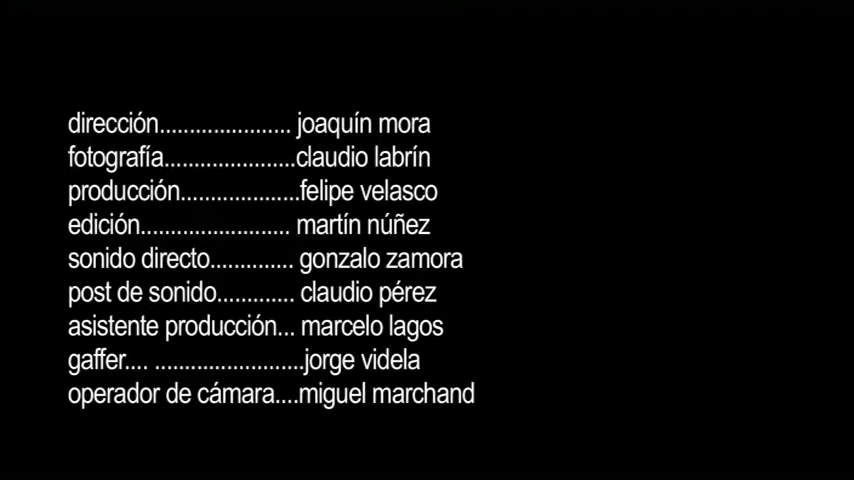 dirección...................... joaquín mora
fotografía......................claudio labrín
producción....................felipe velasco
edición......................... martín núñez
sonido directo.............. gonzalo zamora
post de sonido............. claudio pérez
asistente producción... marcelo lagos
gaffer.... .........................jorge videla
operador de cámara....miguel marchand